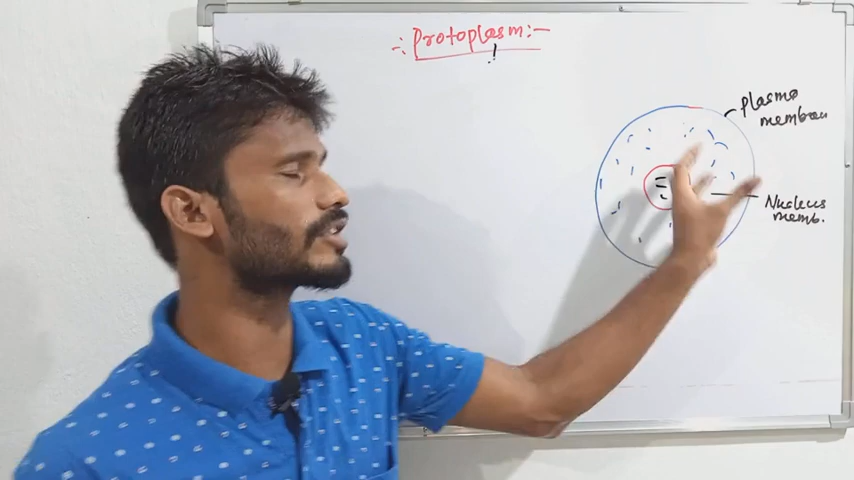 -: Protoplasm :-
Plasma
membran
Nucleus
memb.